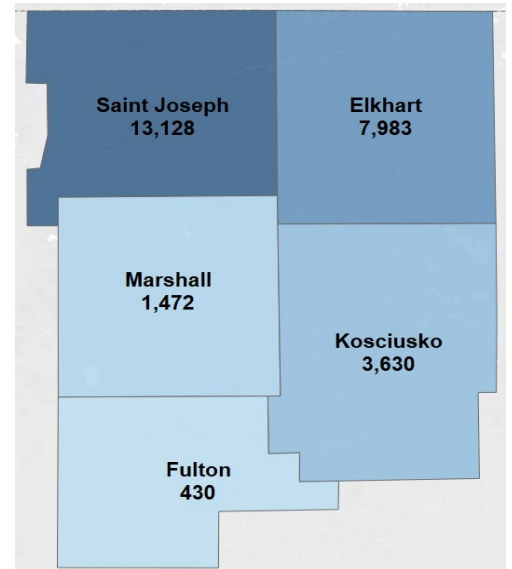 Saint Joseph
13,128
Elkhart
7,983
Marshall
1,472
Kosciusko
3,630
Fulton
430